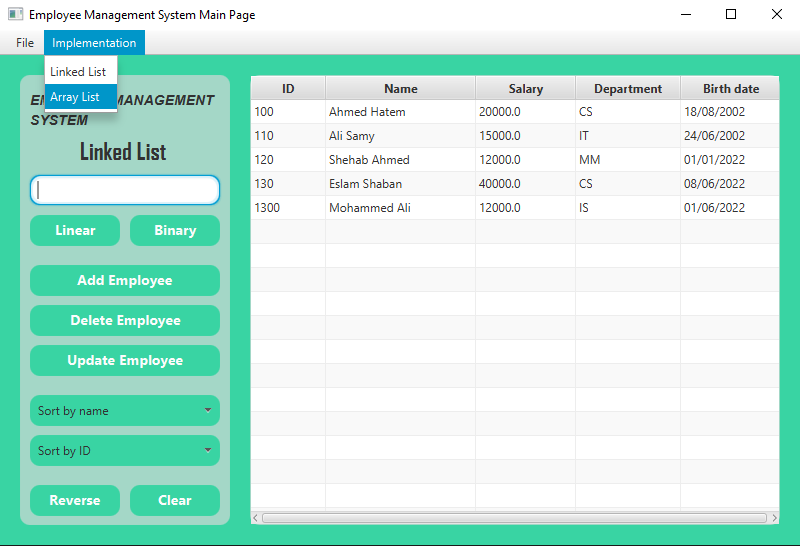 Employee Management System Main Page
File Implementation
Linked List
Array List
MANAGEMENT
SYSTEM
Linked List
Linear Binary
Add Employee
Delete Employee
Update Employee
Sort by name
Sort by ID
Reverse Clear
ID Name Salary Department Birth date
100 Ahmed Hatem 20000.0 CS 18/08/2002
110 Ali Samy 15000.0 IT 24/06/2002
120 Shehab Ahmed 12000.0 MM 01/01/2022
130 Eslam Shaban 40000.0 CS 08/06/2022
1300 Mohammed Ali 12000.0 IS 01/06/2022